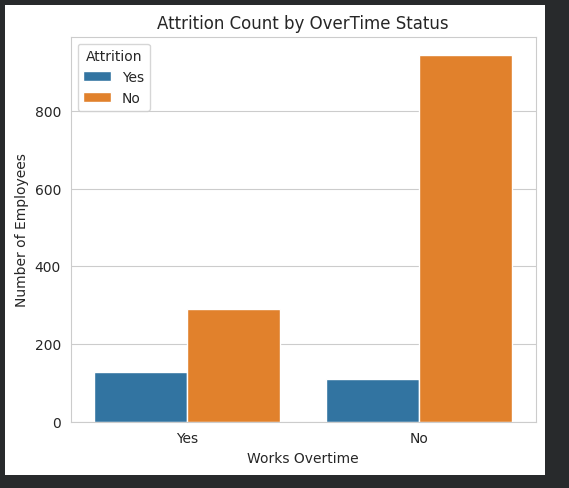 Attrition Count by OverTime Status
Attrition
Yes
No
800
600
400
200
0
Number of Employees
Yes No
Works Overtime